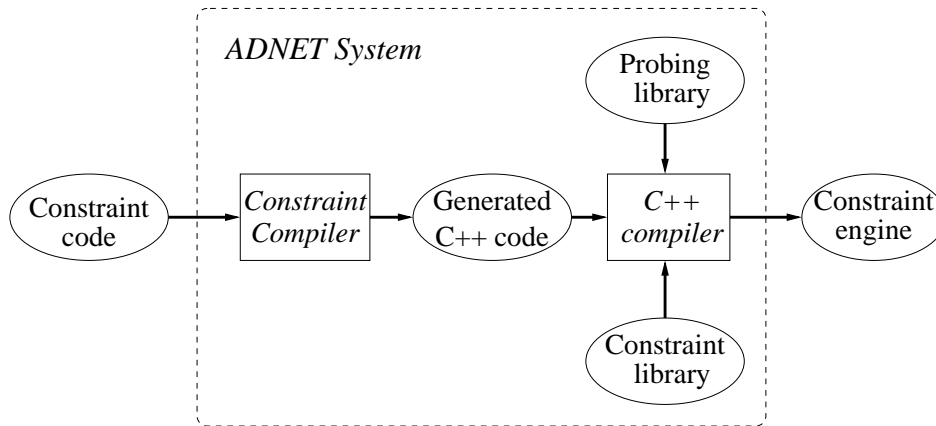 ADNET System
Probing
library
Constraint
code
Constraint
Compiler
Generated
C++ code
C++
compiler
Constraint
engine
Constraint
library